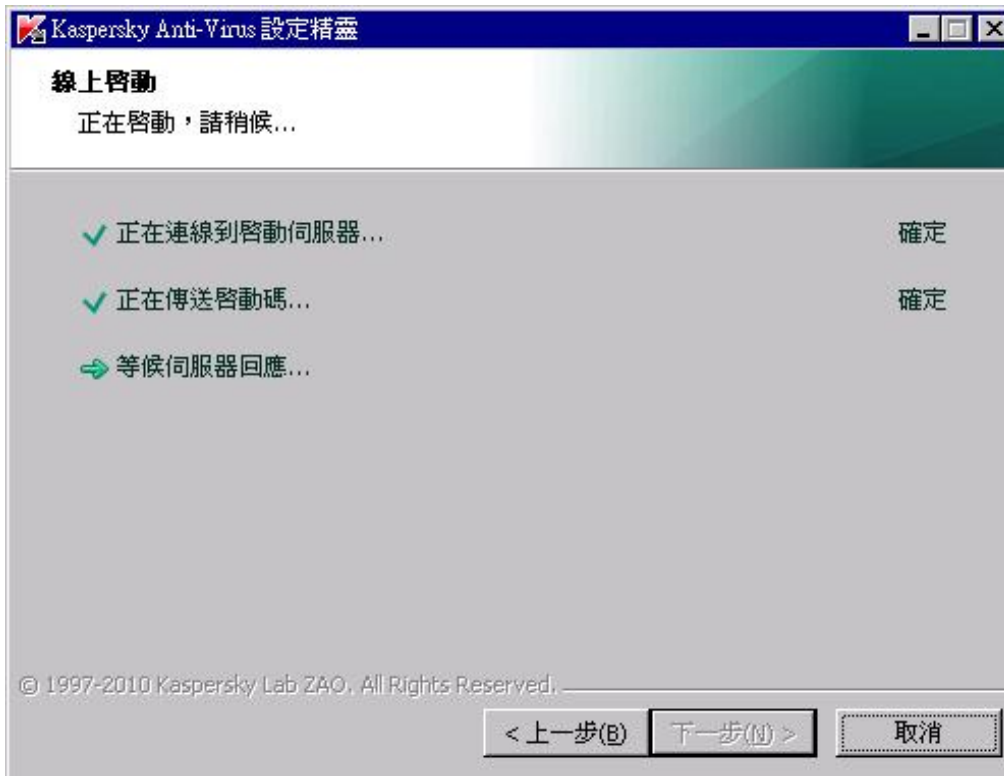 Kaspersky Anti-Virus 設定精靈
線上啓動
正在啓動，請稍候...
正在連線到啓動伺服器... 確定
正在傳送啓動碼... 確定
等候伺服器回應...
© 1997-2010 Kaspersky Lab ZAO. All Rights Reserved.
< 上一步(B) 下一步(N) > 取消